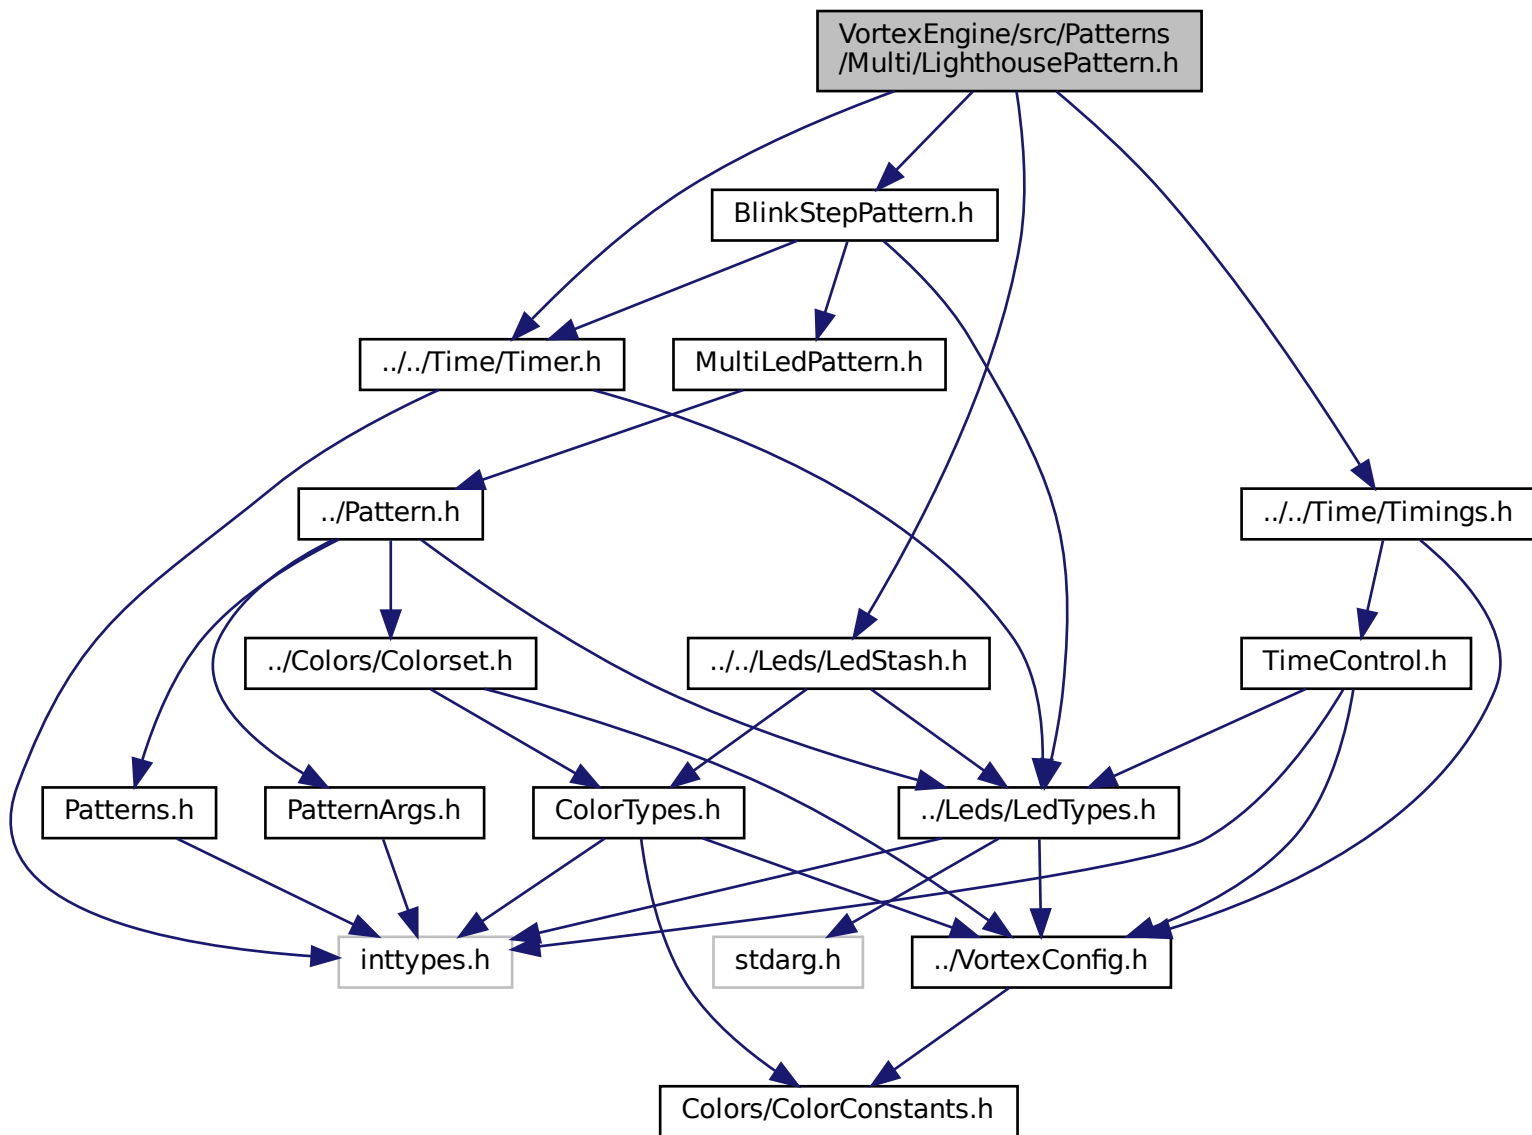 VortexEngine/src/Patterns
/Multi/LighthousePattern.h
BlinkStepPattern.h
../../Time/Timer.h
MultiLedPattern.h
../Pattern.h
../../Time/Timings.h
../Colors/Colorset.h
../../Leds/LedStash.h
TimeControl.h
Patterns.h
PatternArgs.h
ColorTypes.h
../Leds/LedTypes.h
inttypes.h
stdarg.h
../VortexConfig.h
Colors/ColorConstants.h